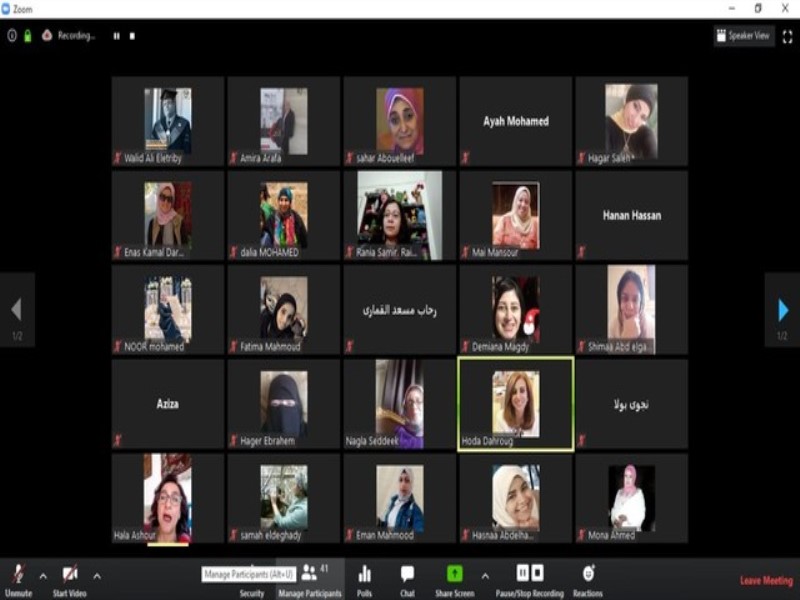 Zoom
Recording...
Speaker View
Walid Ali Eletriby
Amira Arafa
sahar Abouelleef
Ayah Mohamed
Hagar Saleh
Enas Kamal Dar...
dalia MOHAMED
Rania Samir. Rai...
Mai Mansour
Hanan Hassan
NOOR mohamed
Fatima Mahmoud
رحاب مسعد القمارى
Demiana Magdy
Shimaa Abd elga...
1/2
1/2
Aziza
Hager Ebrahem
Nagla Seddeek
Hoda Dahroug
نجوى بولا
Hala Ashour
samah eldeghady
Eman Mahmood
Hasnaa Abdelha...
Mona Ahmed
Manage Participants (Alt+U)
41
Unmute
Start Video
Security
Manage Participants
Polls
Chat
Share Screen
Pause/Stop Recording
Reactions
Leave Meeting